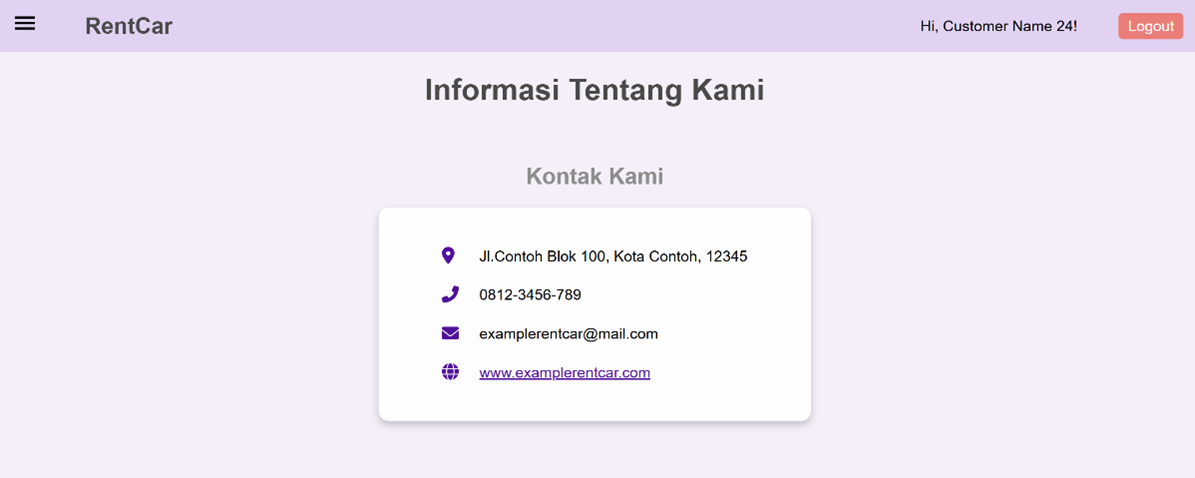 RentCar
Hi, Customer Name 24!
Logout
Informasi Tentang Kami
Kontak Kami
Jl.Contoh Blok 100, Kota Contoh, 12345
0812-3456-789
examplerentcar@mail.com
www.examplerentcar.com